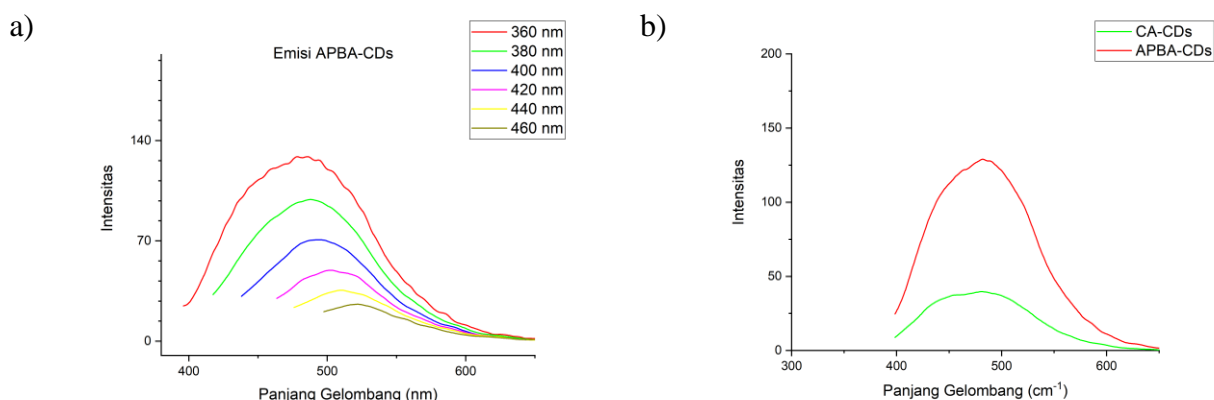 a)
Emisi APBA-CDs
360 nm
380 nm
400 nm
420 nm
440 nm
460 nm
Intensitas
140
70
0
400 500 600
Panjang Gelombang (nm)
b)
CA-CDs
APBA-CDs
Intensitas
200
150
100
50
0
300 400 500 600
Panjang Gelombang (cm⁻¹)